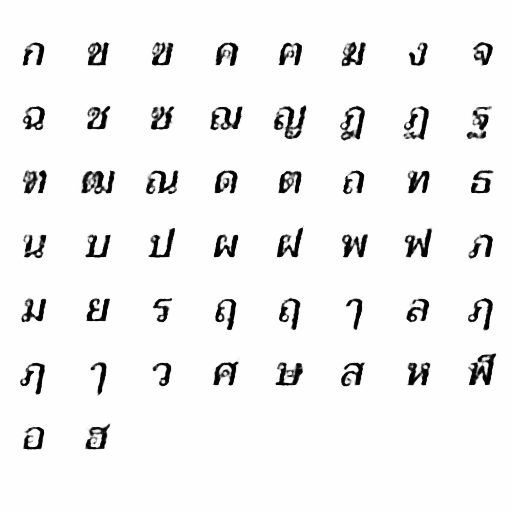 ก ข ฃ ค ฅ ฆ ง จ
ฉ ช ซ ฌ ญ ฎ ฏ ฐ
ฑ ฒ ณ ด ต ถ ท ธ
น บ ป ผ ฝ พ ฟ ภ
ม ย ร ฤ ฤ ๅ ล ฦ
ฦ ๅ ว ศ ษ ส ห ฬ
อ ฮ